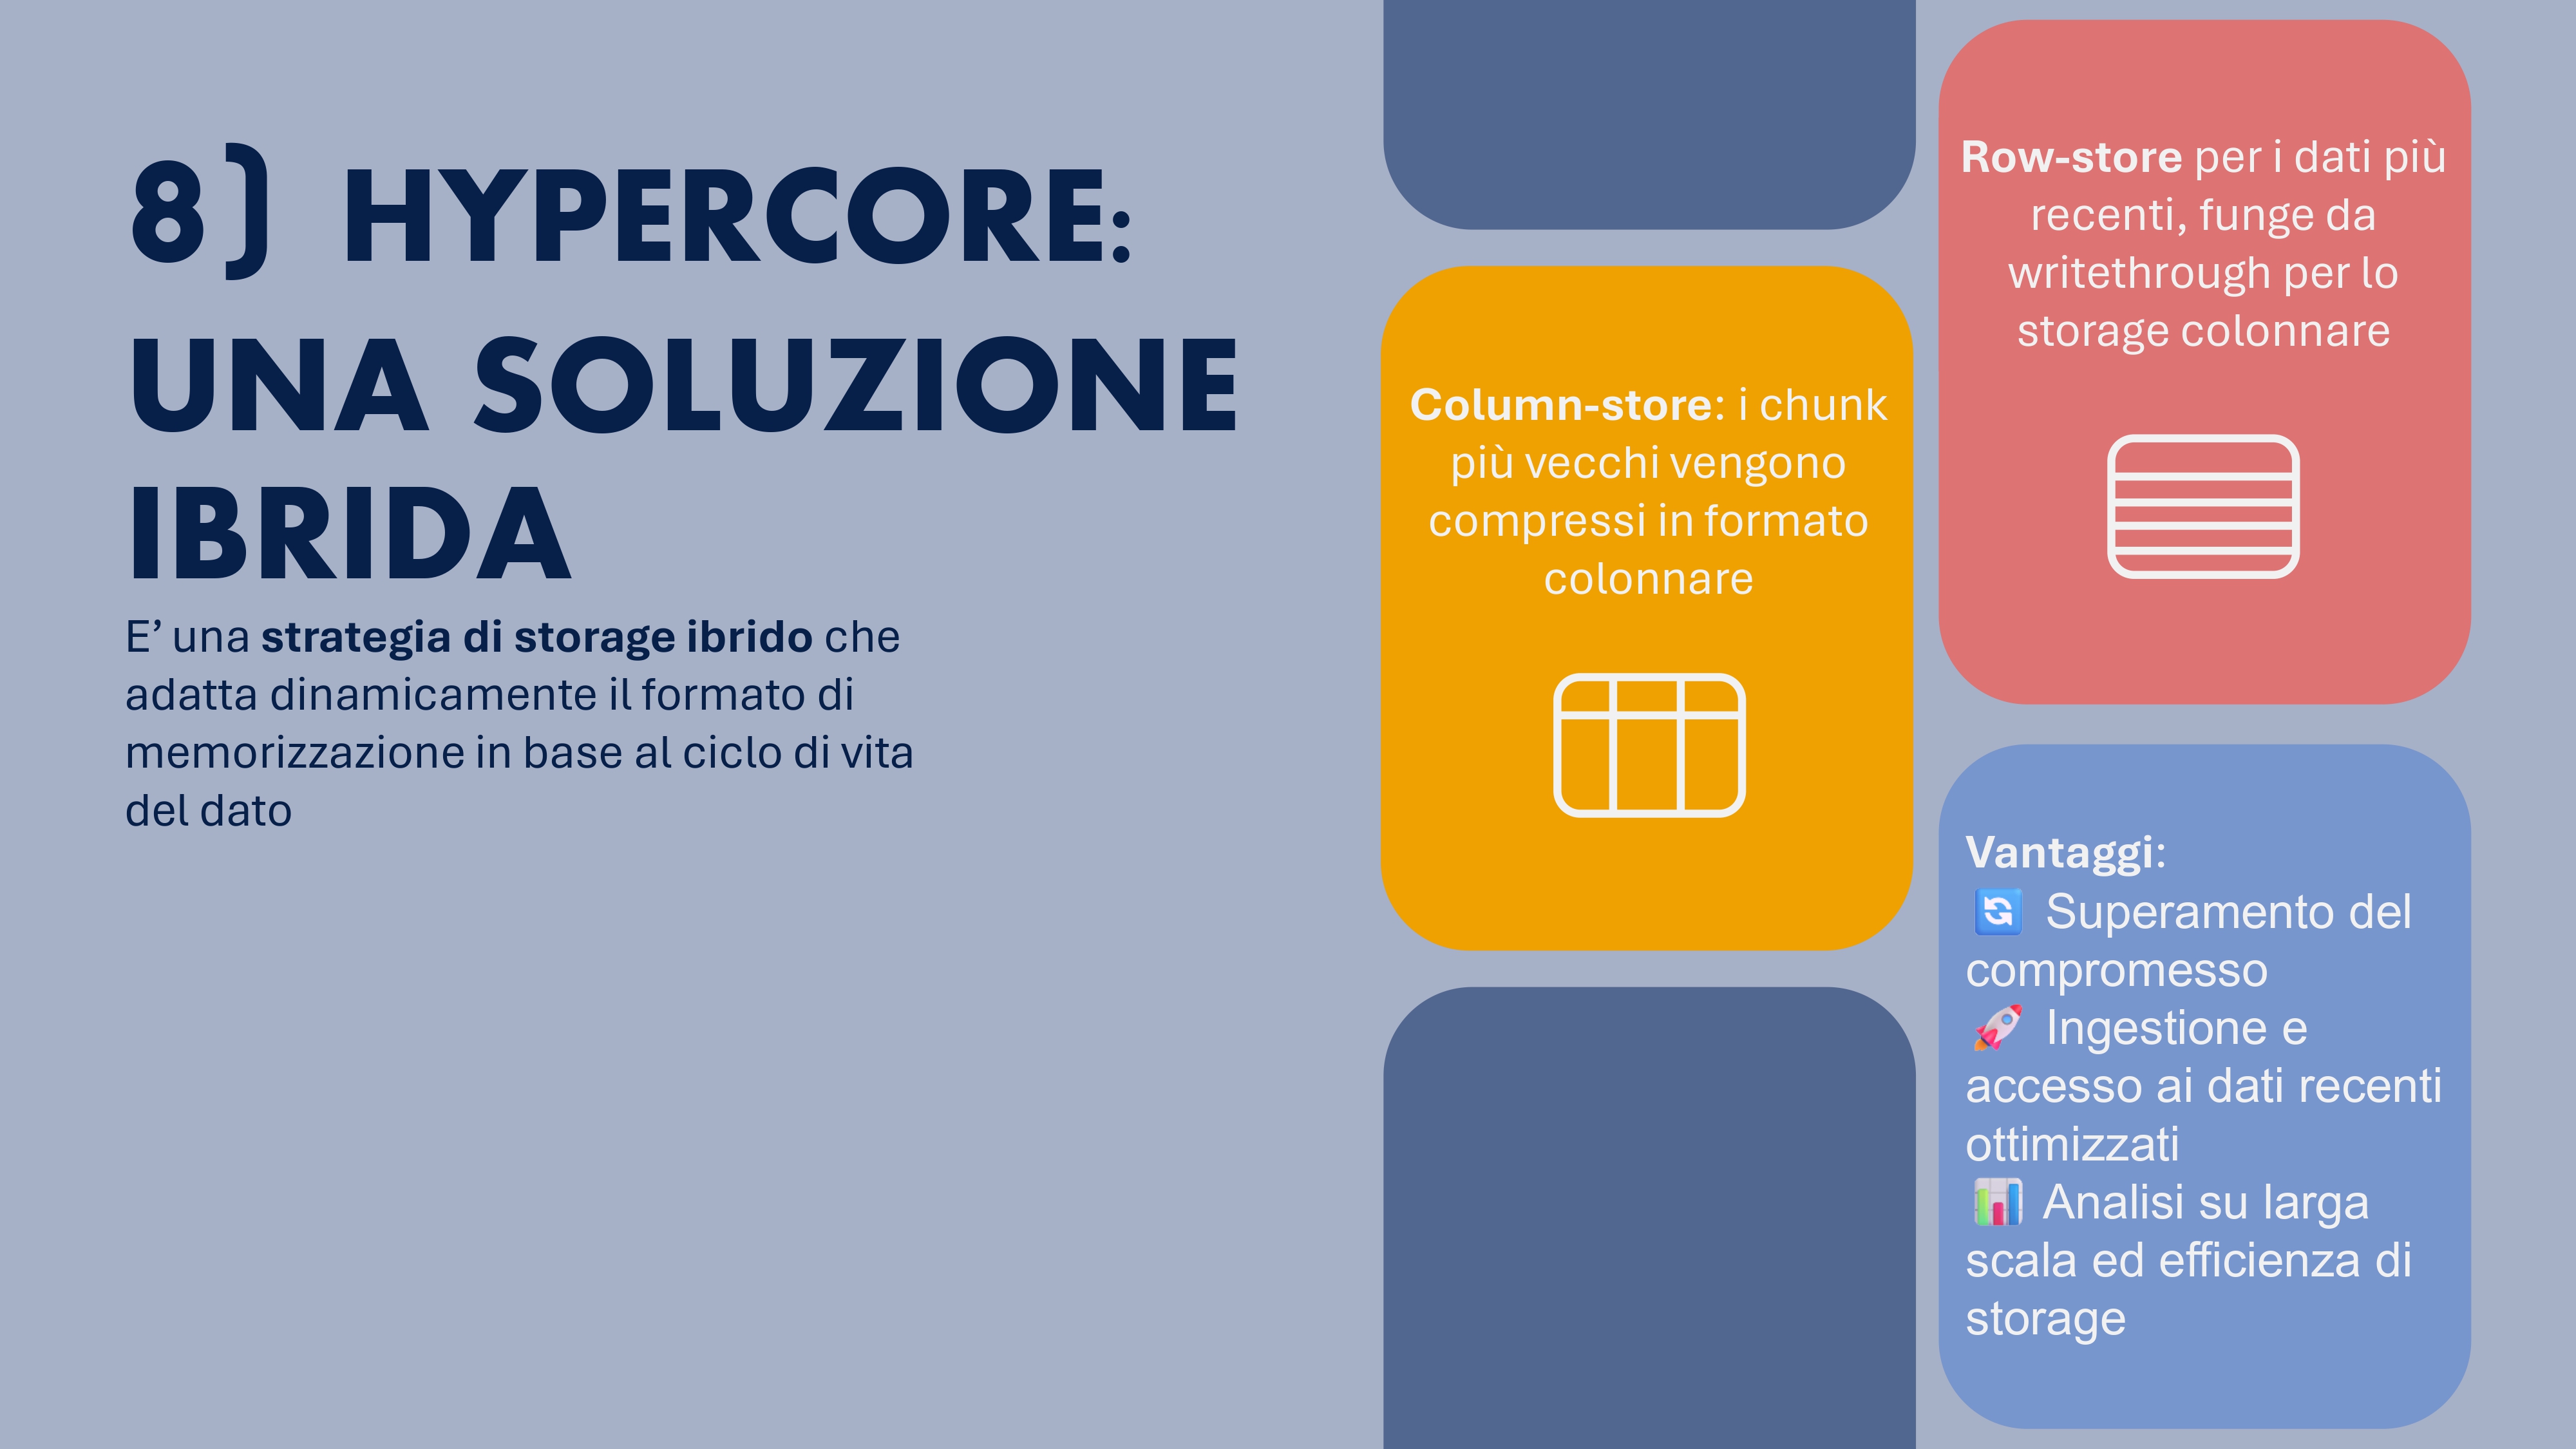 8) HYPERCORE:
UNA SOLUZIONE
IBRIDA
E’ una strategia di storage ibrido che
adatta dinamicamente il formato di
memorizzazione in base al ciclo di vita
del dato
Column-store: i chunk
più vecchi vengono
compressi in formato
colonnare
Row-store per i dati più
recenti, funge da
writethrough per lo
storage colonnare
Vantaggi:
🔄 Superamento del
compromesso
🚀 Ingestione e
accesso ai dati recenti
ottimizzati
📊 Analisi su larga
scala ed efficienza di
storage